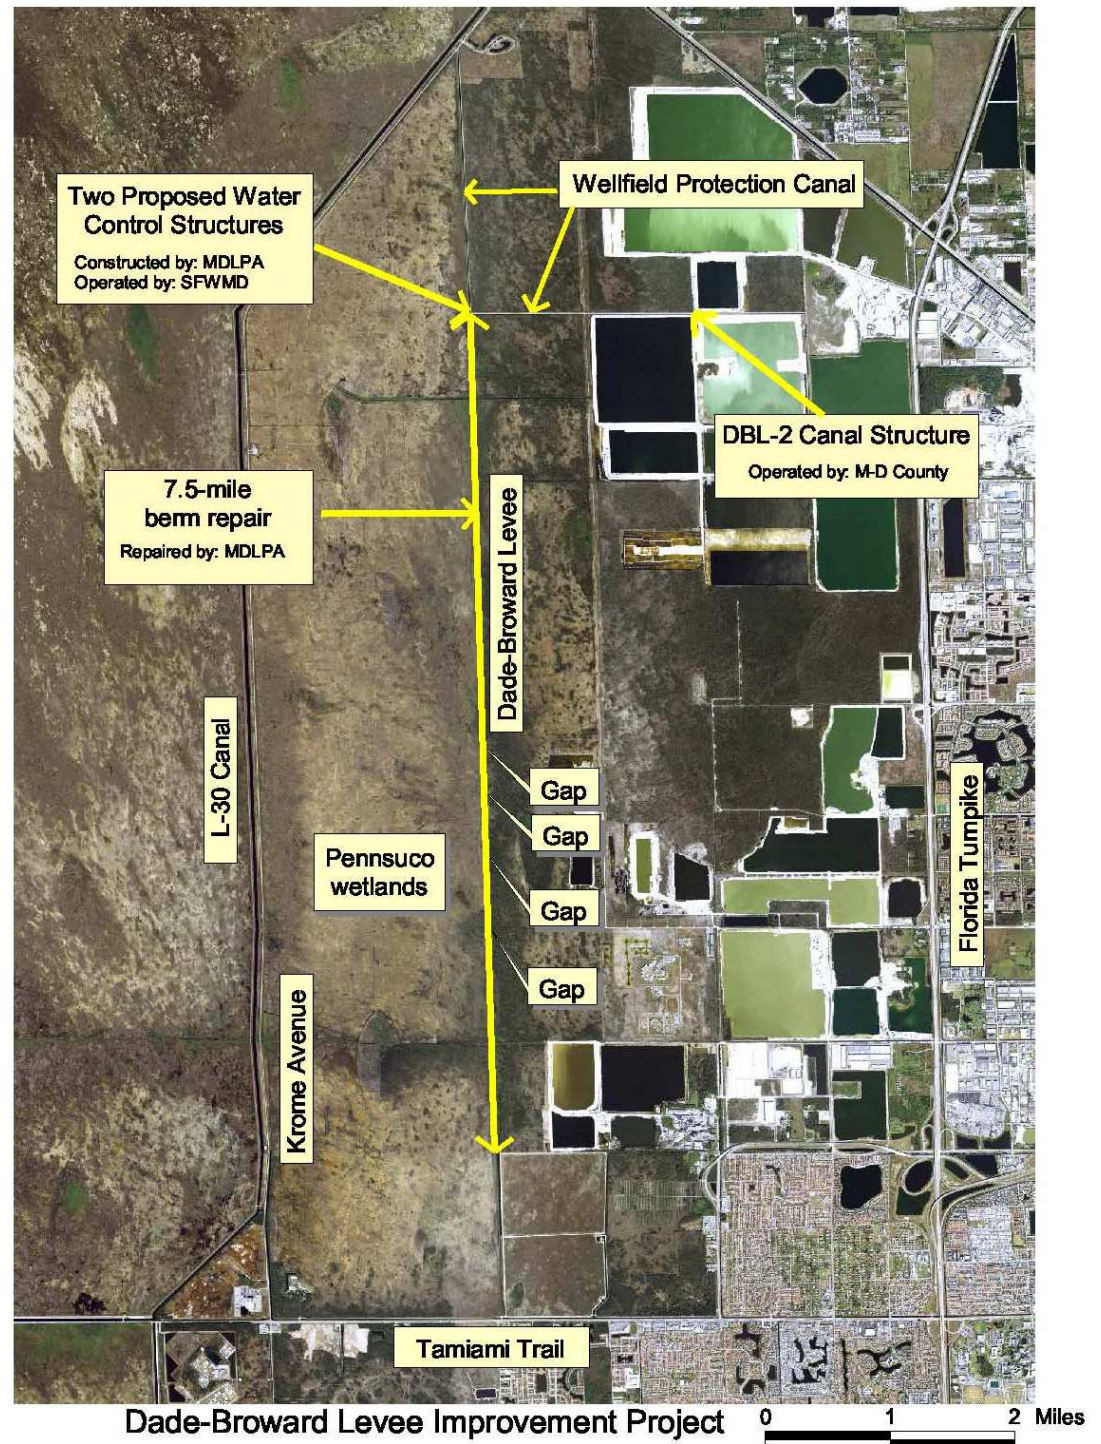 Wellfield Protection Canal
Two Proposed Water
Control Structures
Constructed by: MDLPA
Operated by: SFWMD
DBL-2 Canal Structure
Operated by: M-D County
7.5-mile
berm repair
Repaired by: MDLPA
Dade-Broward Levee
L-30 Canal
Gap
Gap
Gap
Gap
Pennsuco
wetlands
Florida Turnpike
Krome Avenue
Tamiami Trail
Dade-Broward Levee Improvement Project
0 1 2 Miles